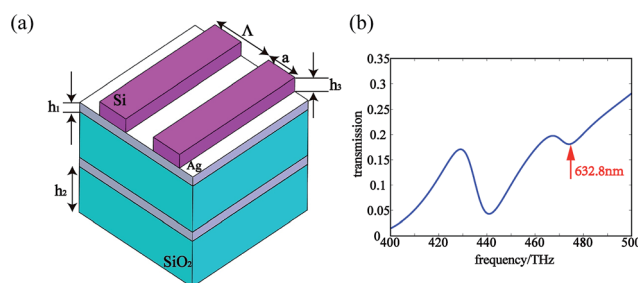 (a)
Λ
a
h₃
Si
h₁
Ag
h₂
SiO₂
(b)
0.35
0.3
0.25
0.2
0.15
0.1
0.05
0
transmission
632.8nm
400 420 440 460 480 500
frequency/THz